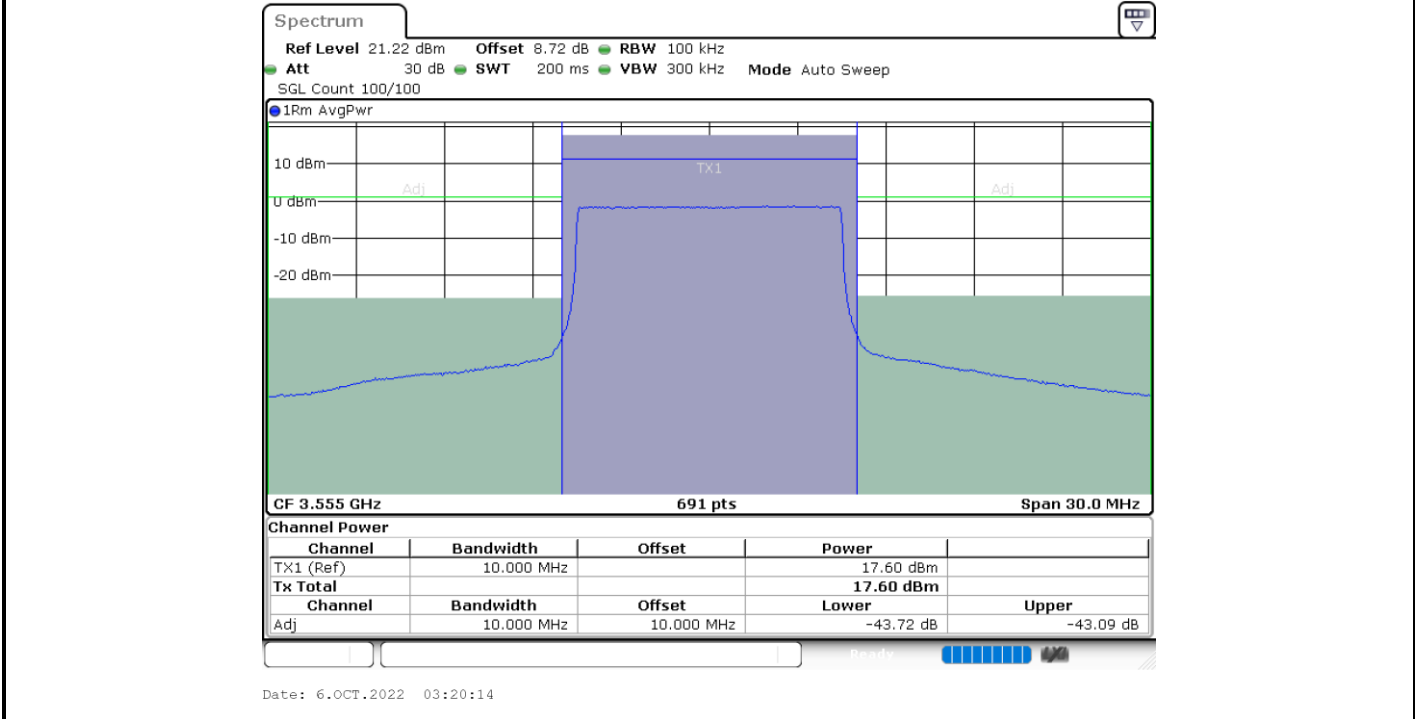 Spectrum
Ref Level 21.22 dBm Offset 8.72 dB RBW 100 kHz
Att 30 dB SWT 200 ms VBW 300 kHz Mode Auto Sweep
SGL Count 100/100
1Rm AvgPwr
10 dBm
TX1
Adj Adj
0 dBm
-10 dBm
-20 dBm
CF 3.555 GHz 691 pts Span 30.0 MHz
Channel Power
Channel Bandwidth Offset Power
TX1 (Ref) 10.000 MHz 17.60 dBm
Tx Total 17.60 dBm
Channel Bandwidth Offset Lower Upper
Adj 10.000 MHz 10.000 MHz -43.72 dB -43.09 dB
Ready
Date: 6.OCT.2022 03:20:14